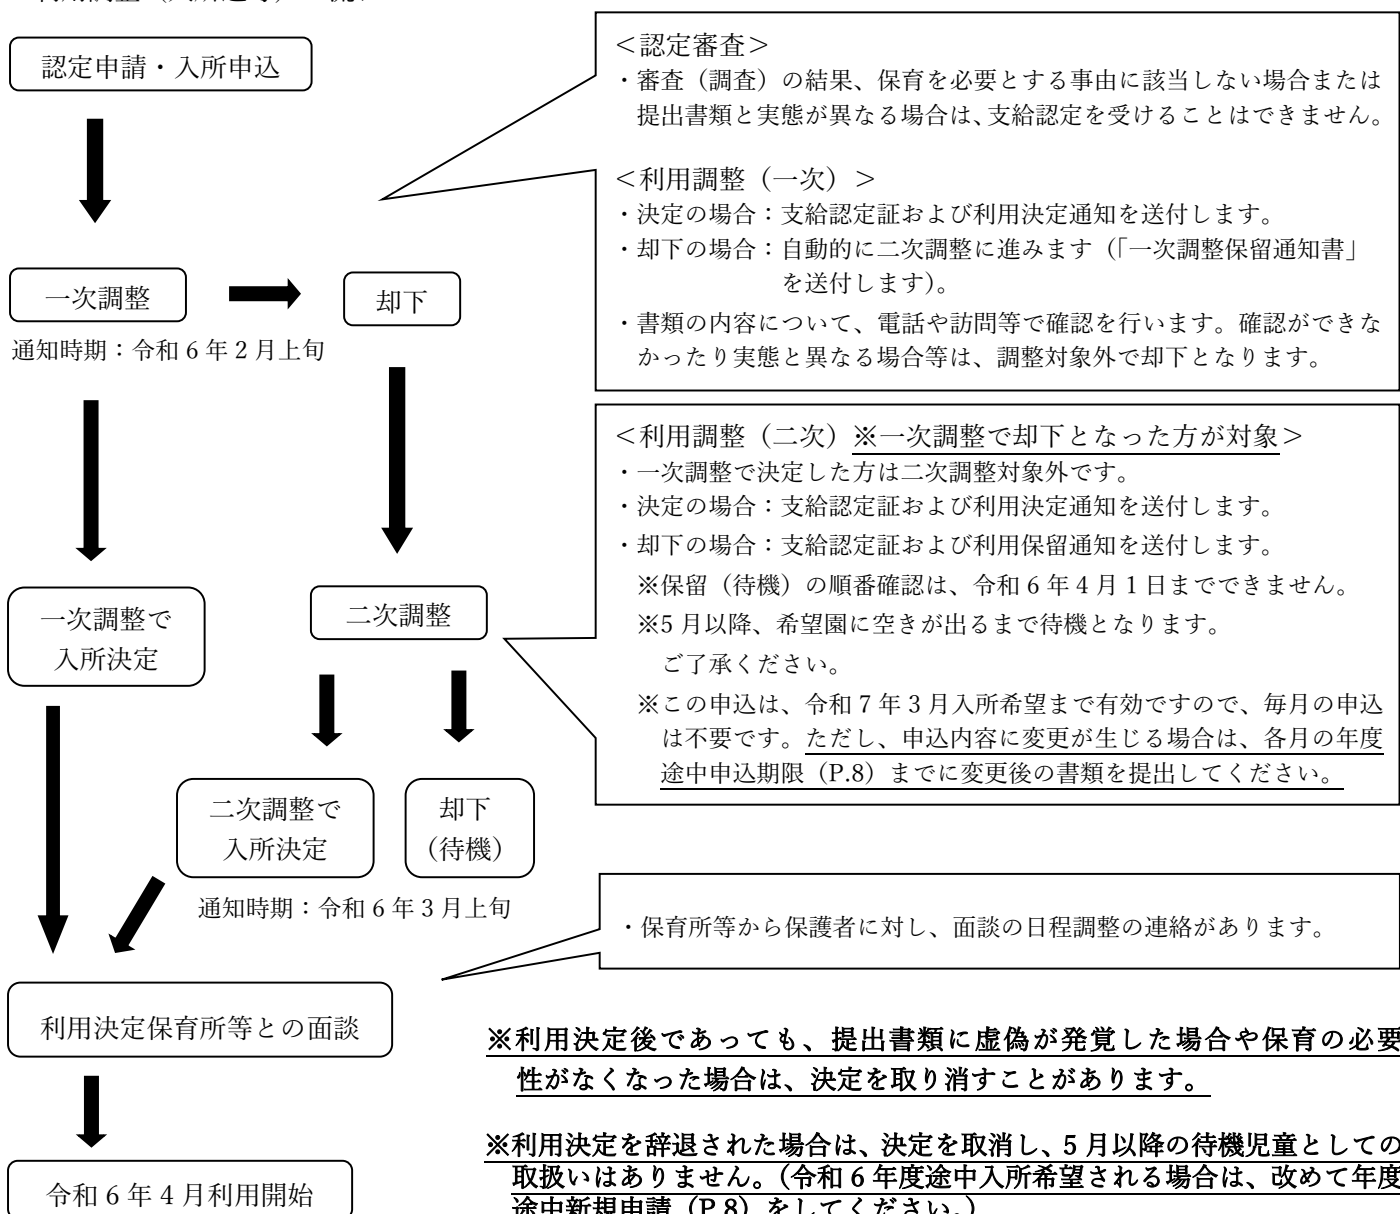 認定申請・入所申込
＜認定審査＞
・審査（調査）の結果、保育を必要とする事由に該当しない場合または
提出書類と実態が異なる場合は、支給認定を受けることはできません。
＜利用調整（一次）＞
・決定の場合：支給認定証および利用決定通知を送付します。
・却下の場合：自動的に二次調整に進みます（「一次調整保留通知書」
を送付します）。
・書類の内容について、電話や訪問等で確認を行います。確認ができな
かったり実態と異なる場合等は、調整対象外で却下となります。
一次調整
却下
通知時期：令和 6 年 2 月上旬
＜利用調整（二次）※一次調整で却下となった方が対象＞
・一次調整で決定した方は二次調整対象外です。
・決定の場合：支給認定証および利用決定通知を送付します。
・却下の場合：支給認定証および利用保留通知を送付します。
※保留（待機）の順番確認は、令和 6 年 4 月 1 日までできません。
※5 月以降、希望園に空きが出るまで待機となります。
ご了承ください。
※この申込は、令和 7 年 3 月入所希望まで有効ですので、毎月の申込
は不要です。ただし、申込内容に変更が生じる場合は、各月の年度
途中申込期限（P.8）までに変更後の書類を提出してください。
一次調整で
入所決定
二次調整
二次調整で
入所決定
却下
（待機）
通知時期：令和 6 年 3 月上旬
・保育所等から保護者に対し、面談の日程調整の連絡があります。
利用決定保育所等との面談
※利用決定後であっても、提出書類に虚偽が発覚した場合や保育の必要
性がなくなった場合は、決定を取り消すことがあります。
※利用決定を辞退された場合は、決定を取消し、5 月以降の待機児童としての
取扱いはありません。（令和 6 年度途中入所希望される場合は、改めて年度
途中新規申請（P.8）をしてください。）
令和 6 年 4 月利用開始